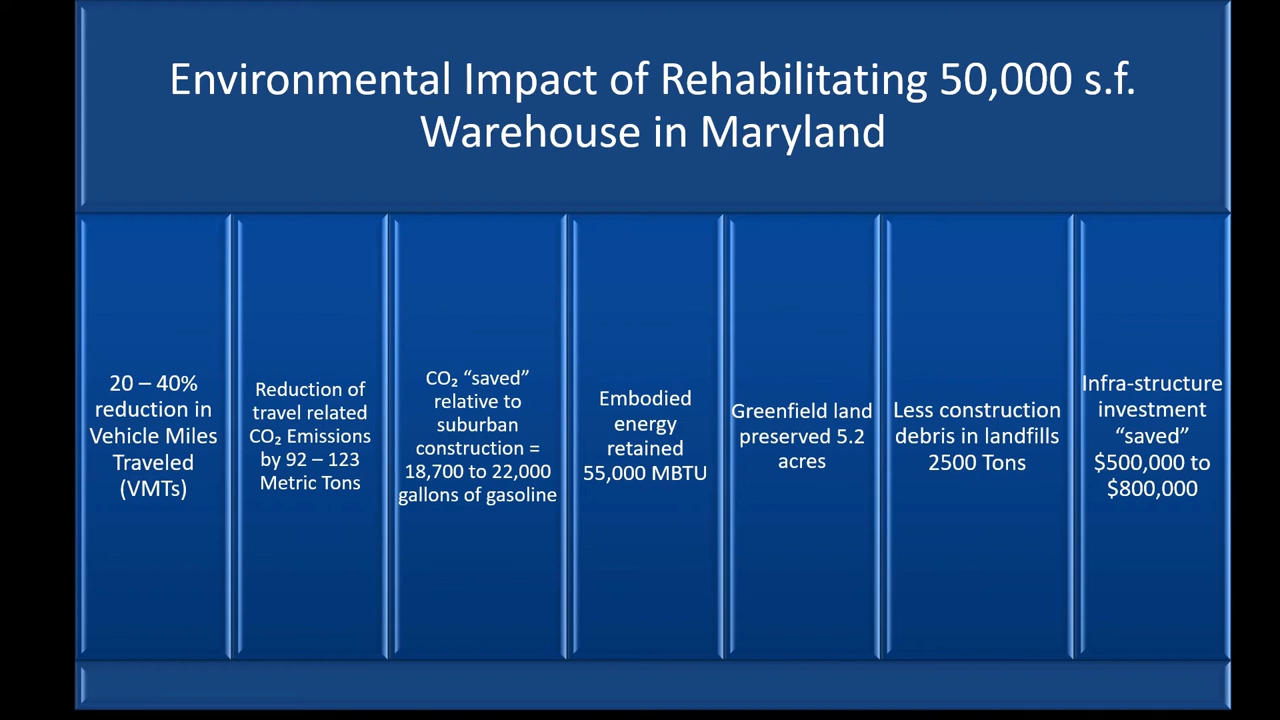 Environmental Impact of Rehabilitating 50,000 s.f.
Warehouse in Maryland
20 – 40%
reduction in
Vehicle Miles
Traveled
(VMTs)
Reduction of
travel related
CO₂ Emissions
by 92 – 123
Metric Tons
CO₂ “saved”
relative to
suburban
construction =
18,700 to 22,000
gallons of gasoline
Embodied
energy
retained
55,000 MBTU
Greenfield land
preserved 5.2
acres
Less construction
debris in landfills
2500 Tons
Infra-structure
investment
“saved”
$500,000 to
$800,000